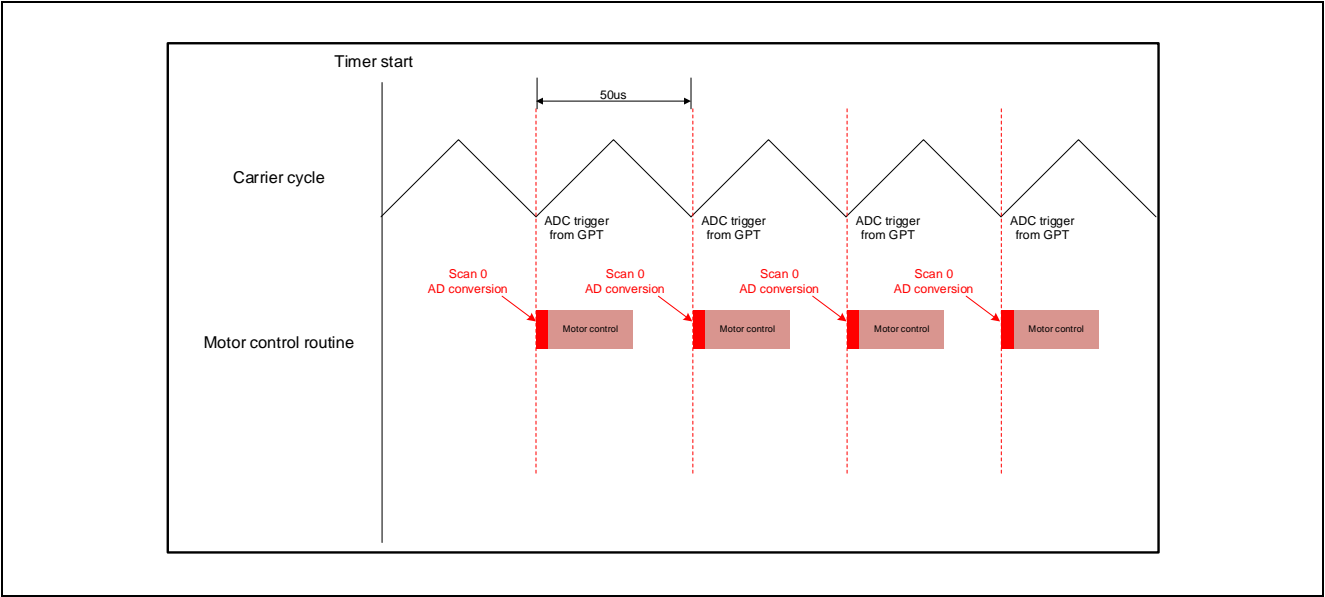 Timer start
50us
Carrier cycle
ADC trigger
from GPT
ADC trigger
from GPT
ADC trigger
from GPT
ADC trigger
from GPT
Scan 0
AD conversion
Scan 0
AD conversion
Scan 0
AD conversion
Scan 0
AD conversion
Motor control routine
Motor control
Motor control
Motor control
Motor control